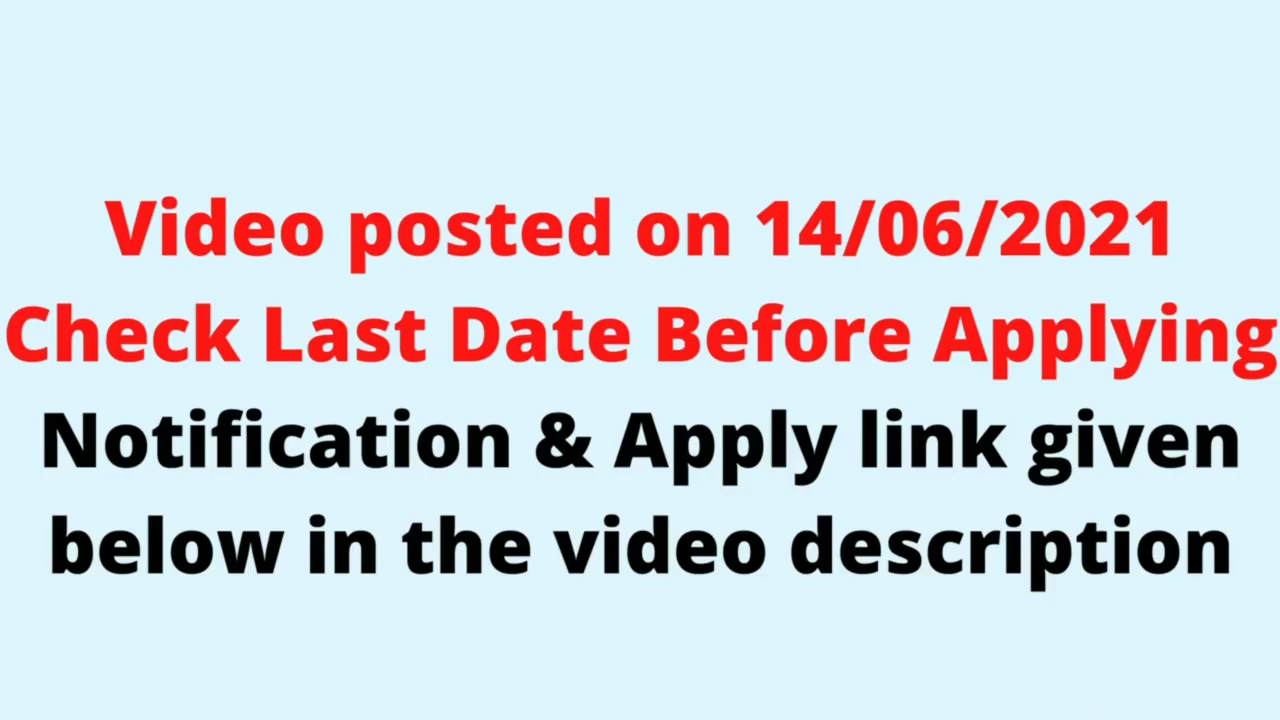 Video posted on 14/06/2021
Check Last Date Before Applying
Notification & Apply link given
below in the video description